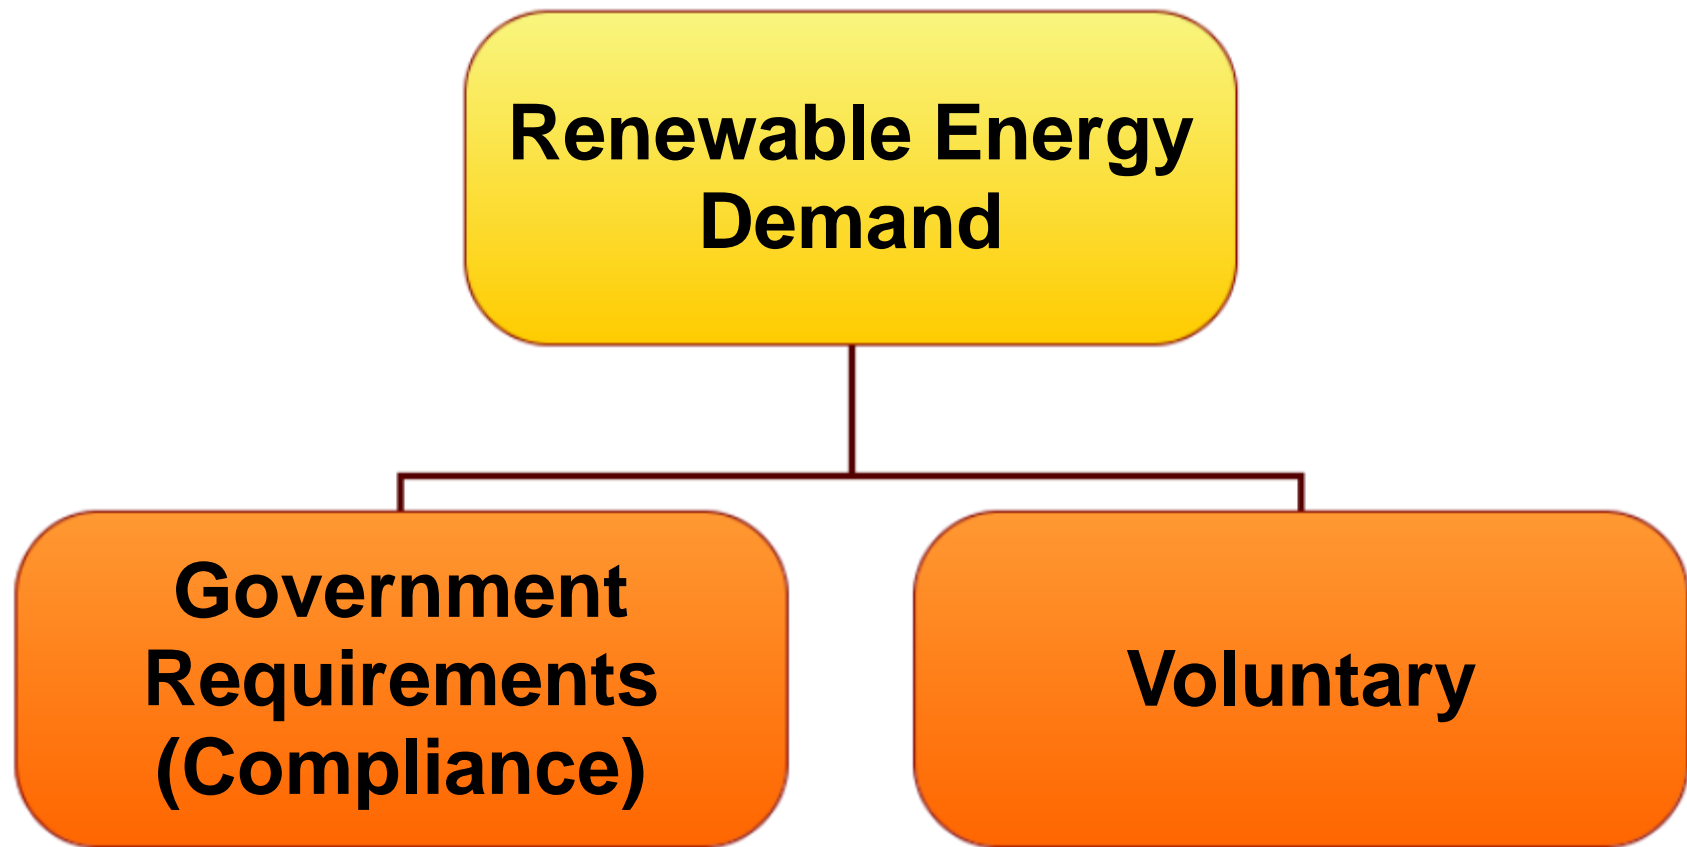 Renewable Energy
Demand
Government
Requirements
(Compliance)
Voluntary